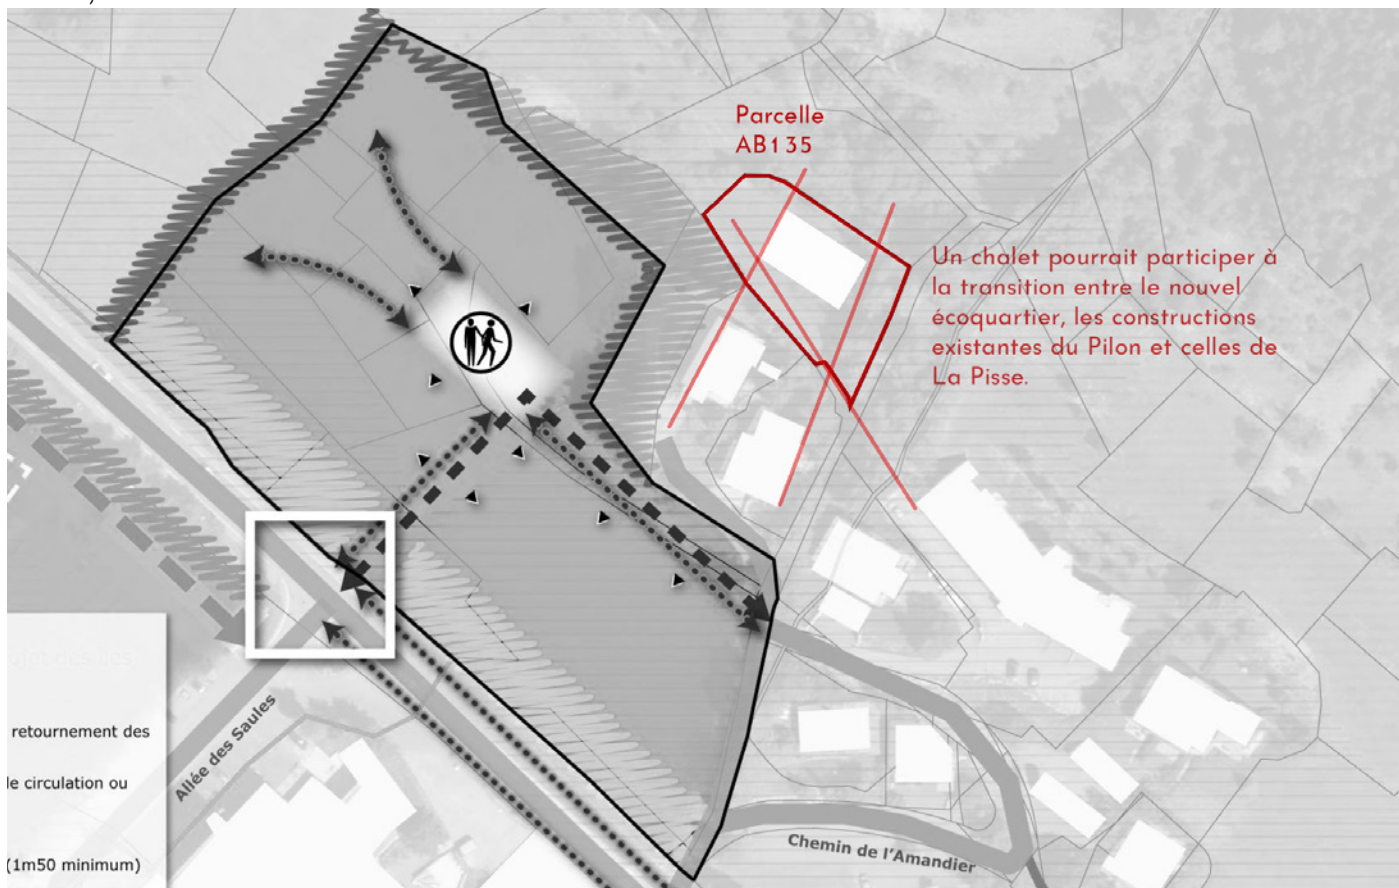 Parcelle
AB135
Un chalet pourrait participer à
la transition entre le nouvel
écoquartier, les constructions
existantes du Pilon et celles de
La Pisse.
retournement des
de circulation ou
(1m50 minimum)
Allée des Saules
Chemin de l'Amandier